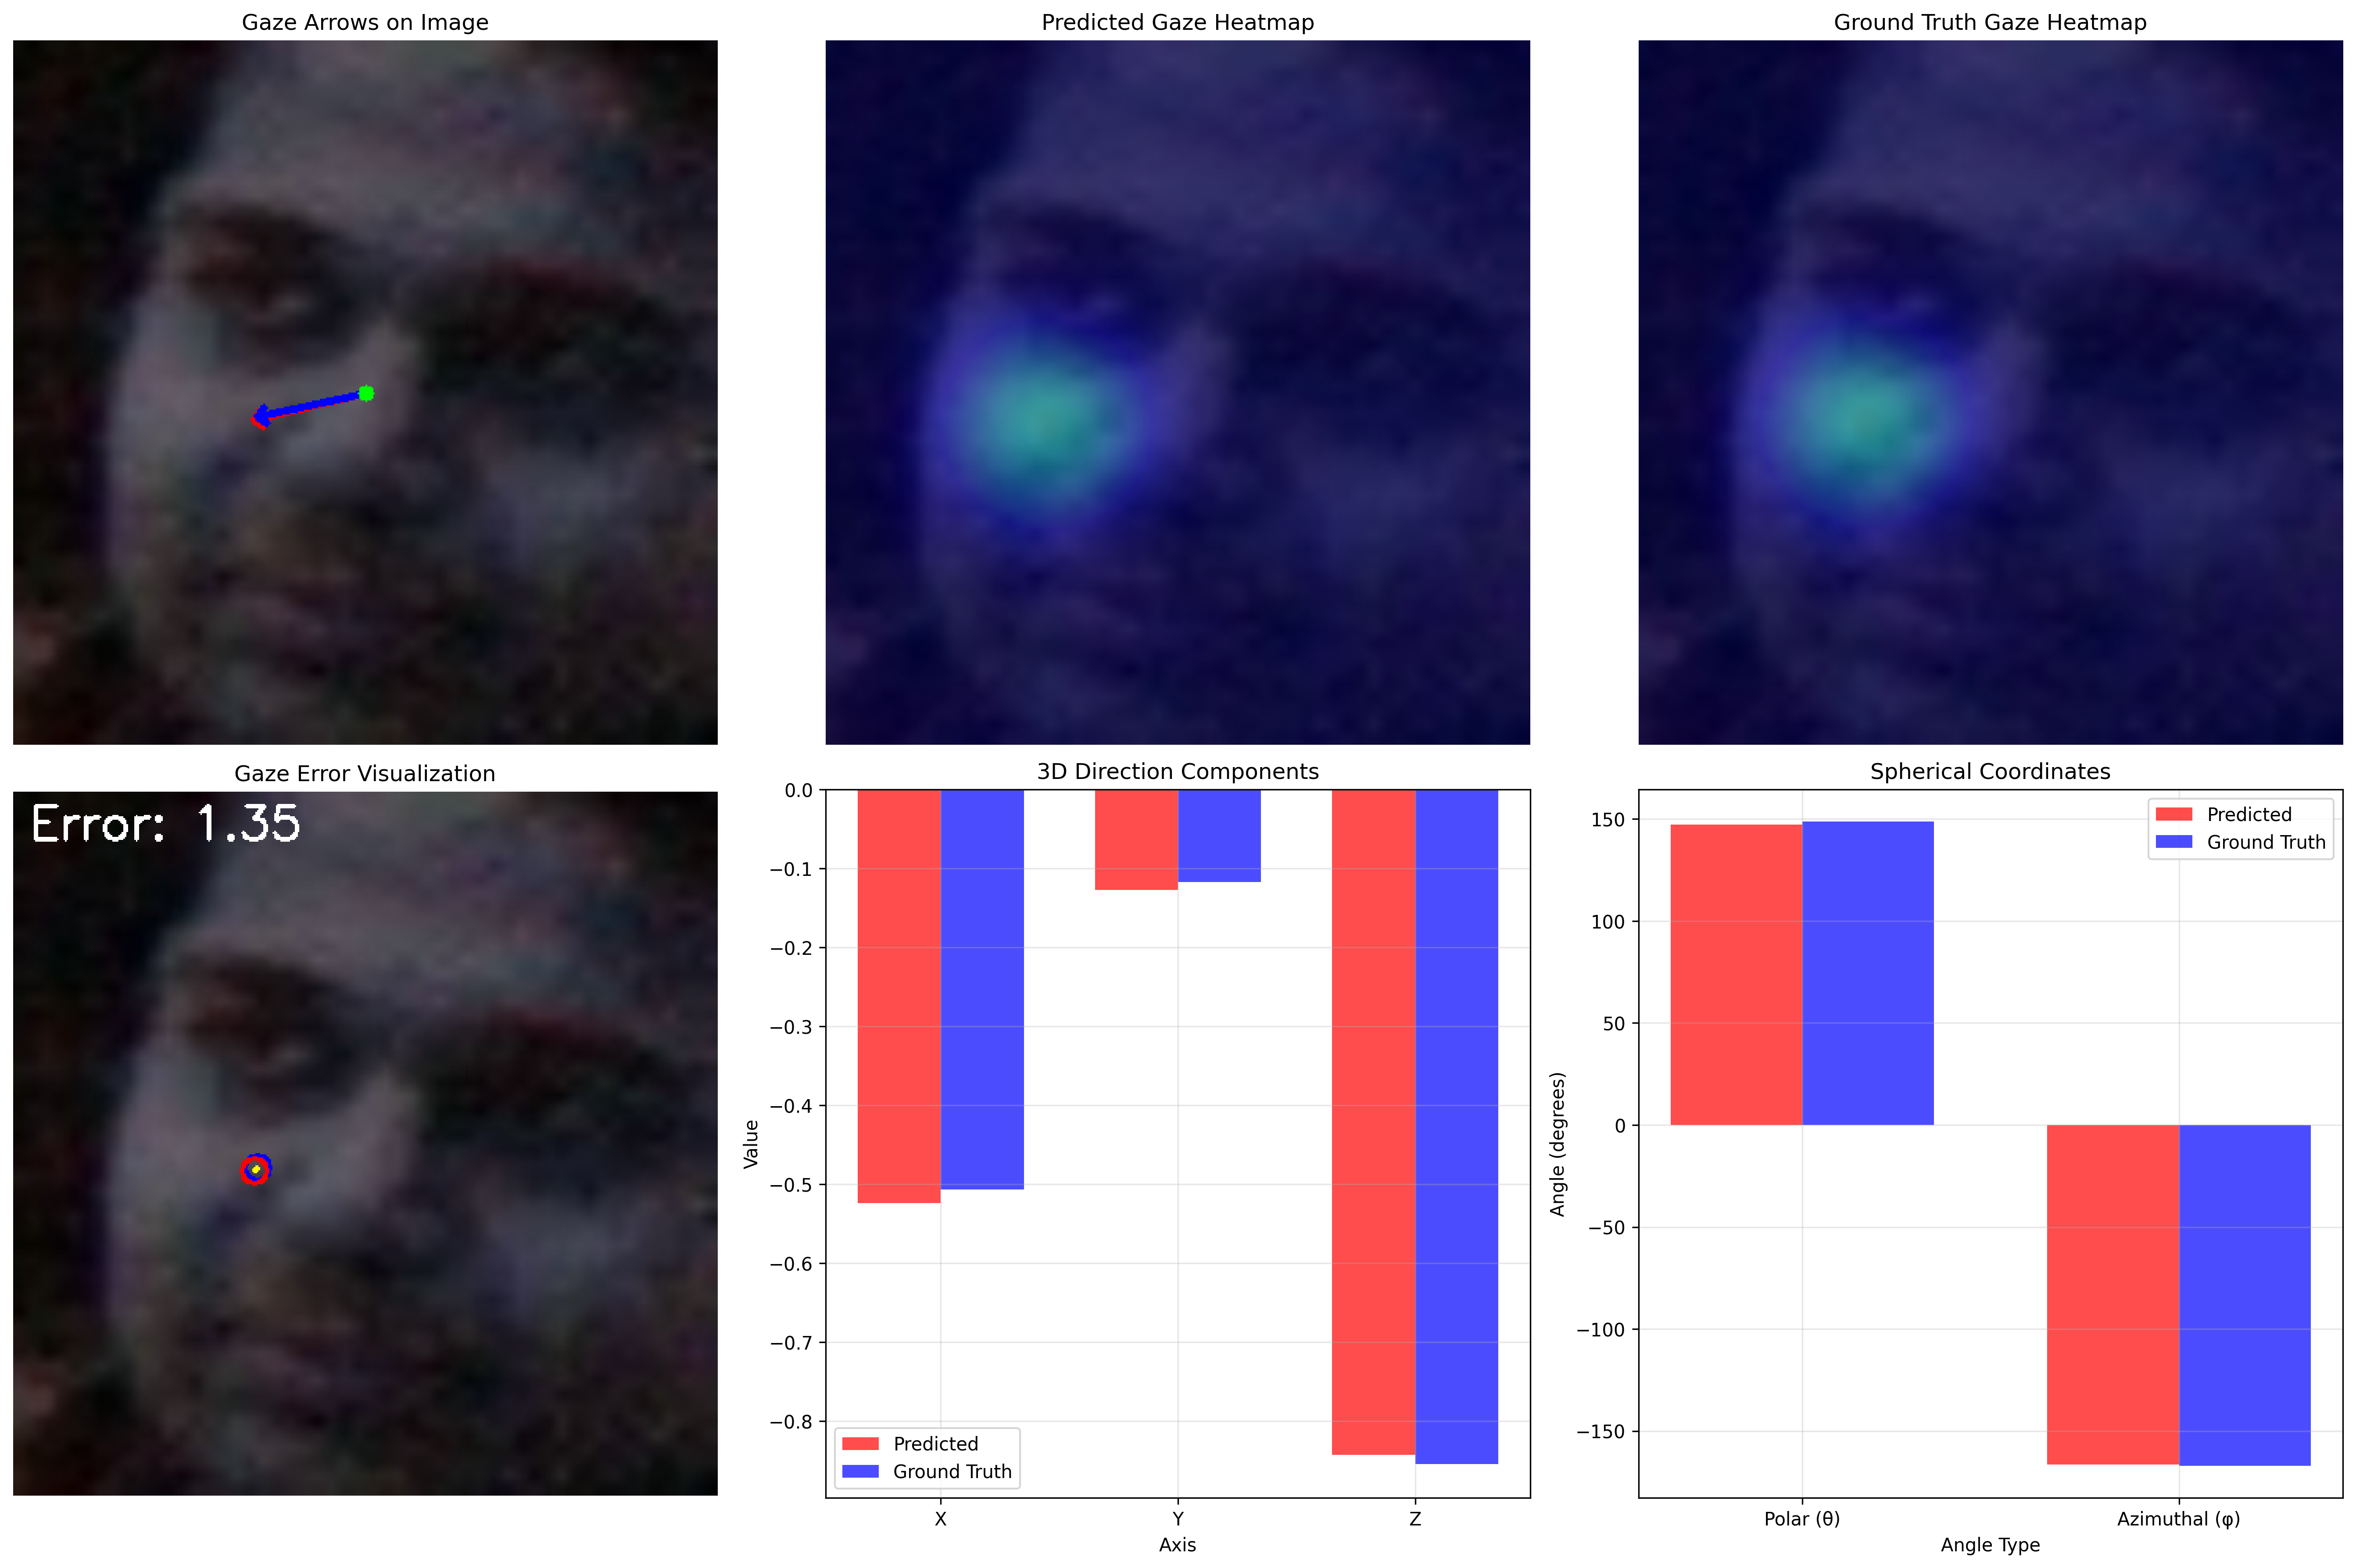 Gaze Arrows on Image
Predicted Gaze Heatmap
Ground Truth Gaze Heatmap
Gaze Error Visualization
Error: 1.35
3D Direction Components
0.0
−0.1
−0.2
−0.3
−0.4
−0.5
−0.6
−0.7
−0.8
Value
Predicted
Ground Truth
X
Y
Z
Axis
Spherical Coordinates
150
100
50
0
−50
−100
−150
Angle (degrees)
Predicted
Ground Truth
Polar (θ)
Azimuthal (φ)
Angle Type